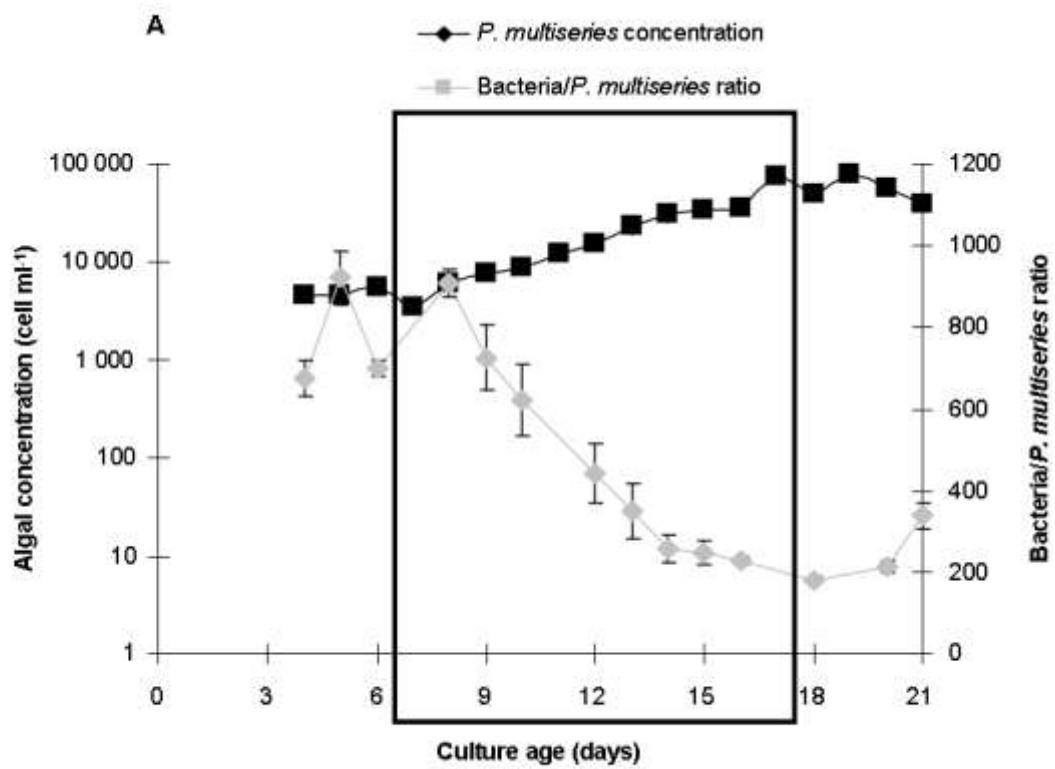 A
P. multiseries concentration
Bacteria/P. multiseries ratio
100 000
10 000
1 000
100
10
1
Algal concentration (cell ml-1)
1200
1000
800
600
400
200
0
Bacteria/P. multiseries ratio
0 3 6 9 12 15 18 21
Culture age (days)